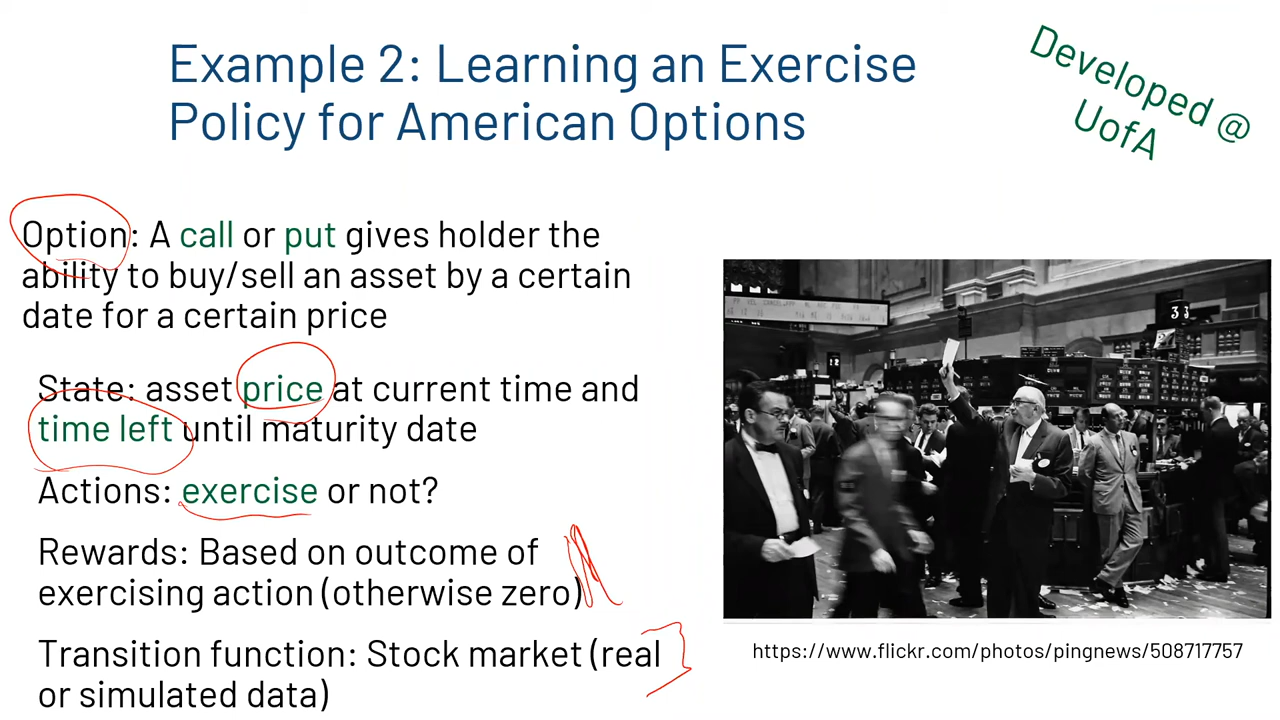 Example 2: Learning an Exercise
Policy for American Options
Developed @
UofA
Option: A call or put gives holder the
ability to buy/sell an asset by a certain
date for a certain price
State: asset price at current time and
time left until maturity date
Actions: exercise or not?
Rewards: Based on outcome of
exercising action (otherwise zero)
Transition function: Stock market (real
or simulated data)
33
https://www.flickr.com/photos/pingnews/508717757